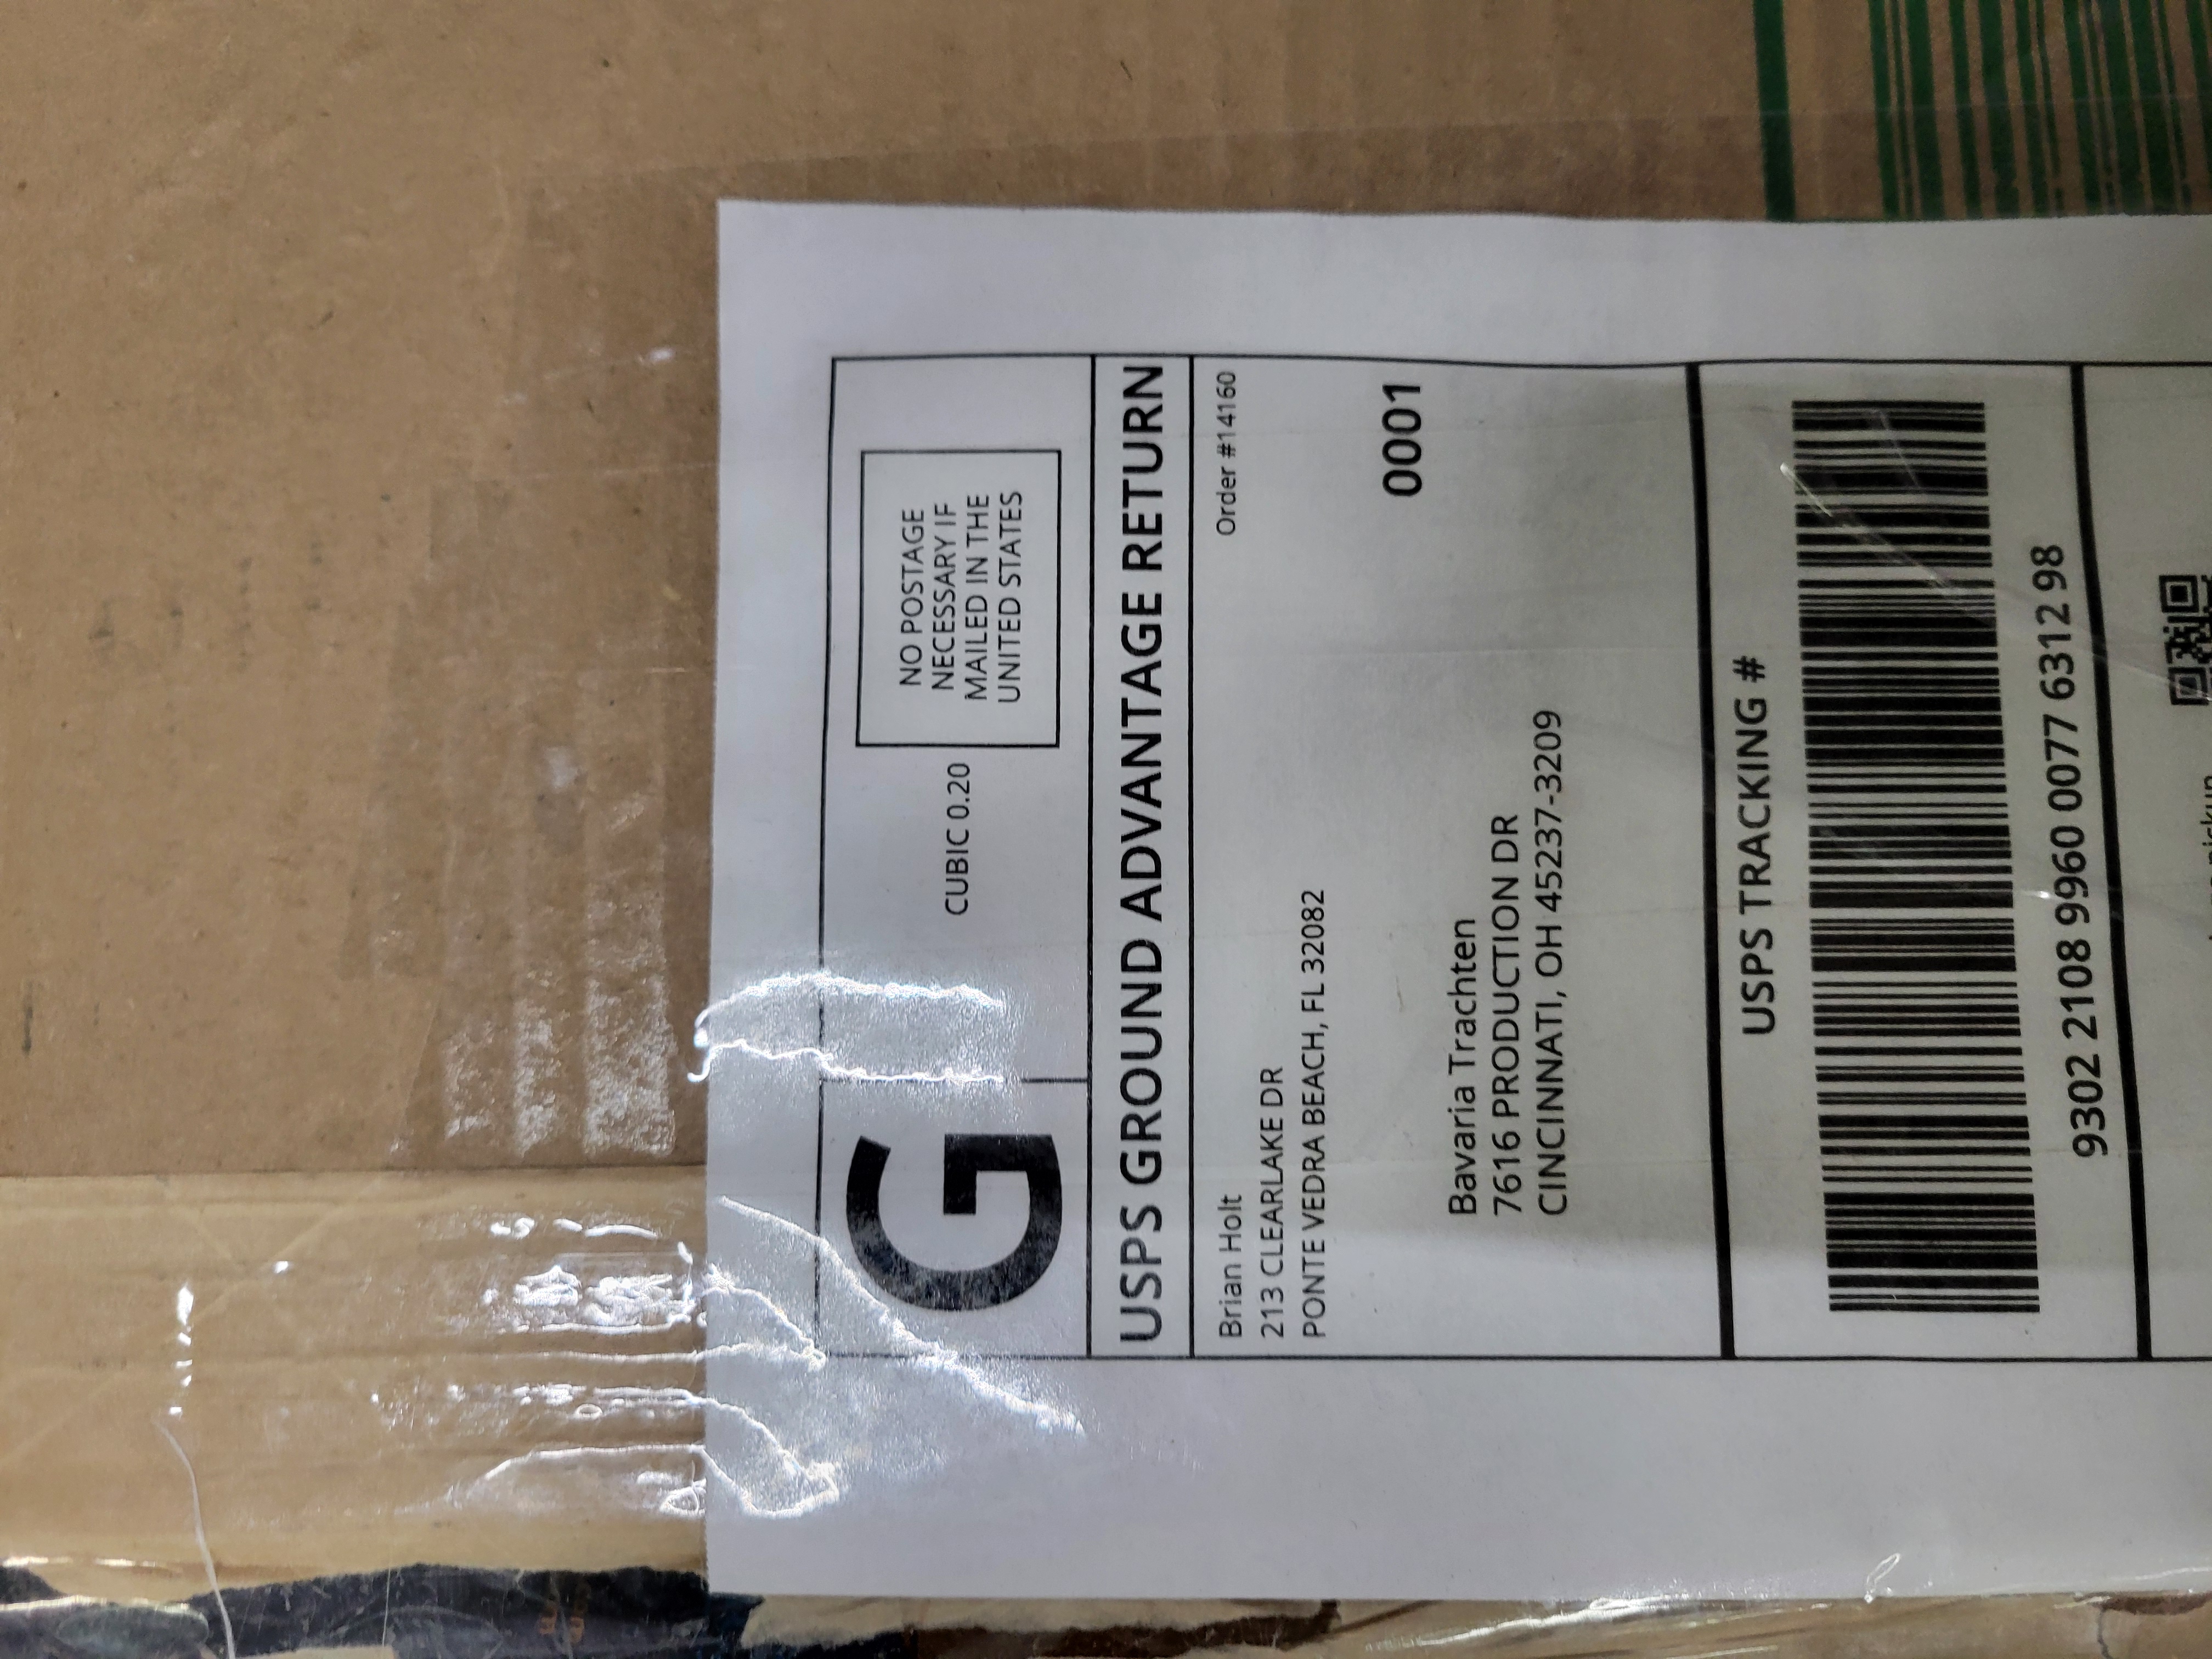 G
CUBIC 0.20
NO POSTAGE
NECESSARY IF
MAILED IN THE
UNITED STATES
USPS GROUND ADVANTAGE RETURN
Brian Holt
213 CLEARLAKE DR
PONTE VEDRA BEACH, FL 32082
Order #14160
0001
Bavaria Trachten
7616 PRODUCTION DR
CINCINNATI, OH 45237-3209
USPS TRACKING #
9302 2108 9960 0077 6312 98